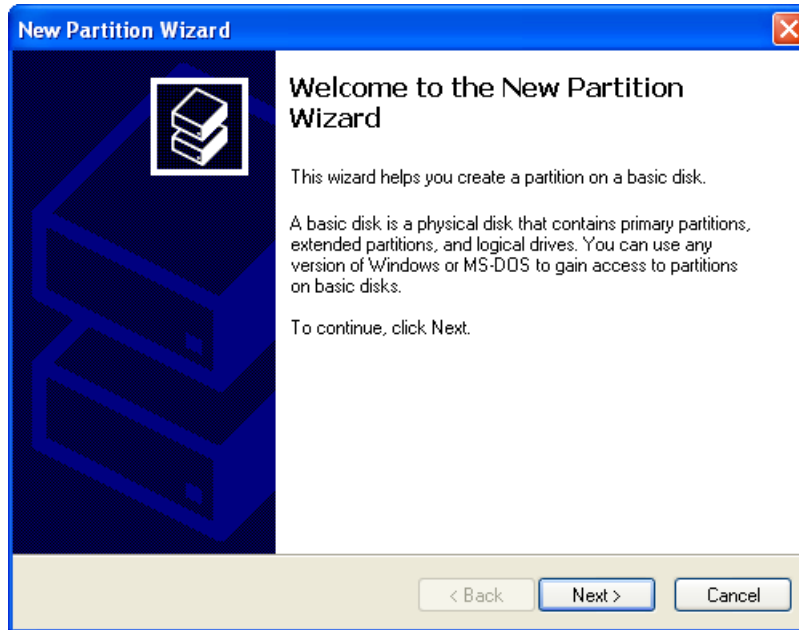 New Partition Wizard
Welcome to the New Partition
Wizard
This wizard helps you create a partition on a basic disk.
A basic disk is a physical disk that contains primary partitions,
extended partitions, and logical drives. You can use any
version of Windows or MS-DOS to gain access to partitions
on basic disks.
To continue, click Next.
< Back
Next >
Cancel